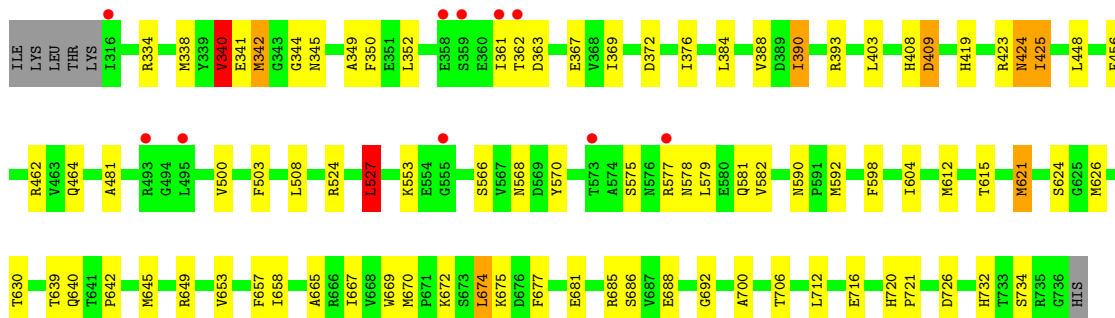 ILE LYS LEU THR LYS I316 R334 M338 Y339 V340 E341 M342 G343 G344 N345 A349 F350 E351 L352 E358 S359 E360 I361 T362 D363 E367 V368 I369 D372 I376 L384 V388 D389 I390 R393 L403 H408 D409 H419 R423 N424 I425 L448
R462 V463 Q464 A481 R493 G494 L495 V500 F503 L508 R524 L527 K553 E554 G555 S566 V567 N568 D569 Y570 T573 A574 S575 N576 R577 N578 L579 E580 Q581 V582 N590 P591 M592 F598 I604 M612 T615 M621 S624 G625 M626
T630 T639 Q640 T641 P642 M645 R649 V653 F657 I658 A665 R666 I667 V668 W669 M670 P671 K672 S673 L674 K675 D676 F677 E681 R685 S686 V687 E688 G692 A700 T706 L712 E716 H720 P721 D726 H732 T733 S734 R735 G736 HIS